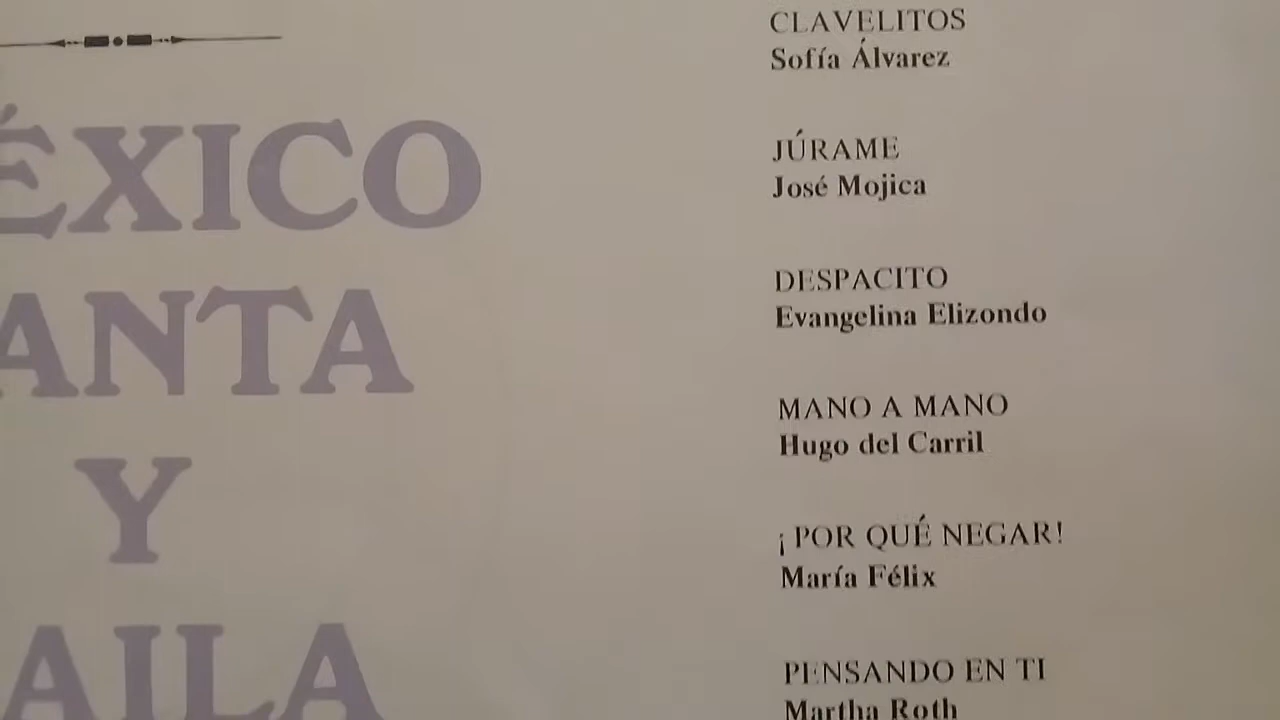 ÉXICO
ANTA
Y
AILA
CLAVELITOS
Sofía Álvarez
JÚRAME
José Mojica
DESPACITO
Evangelina Elizondo
MANO A MANO
Hugo del Carril
¡POR QUÉ NEGAR!
María Félix
PENSANDO EN TI
Martha Roth